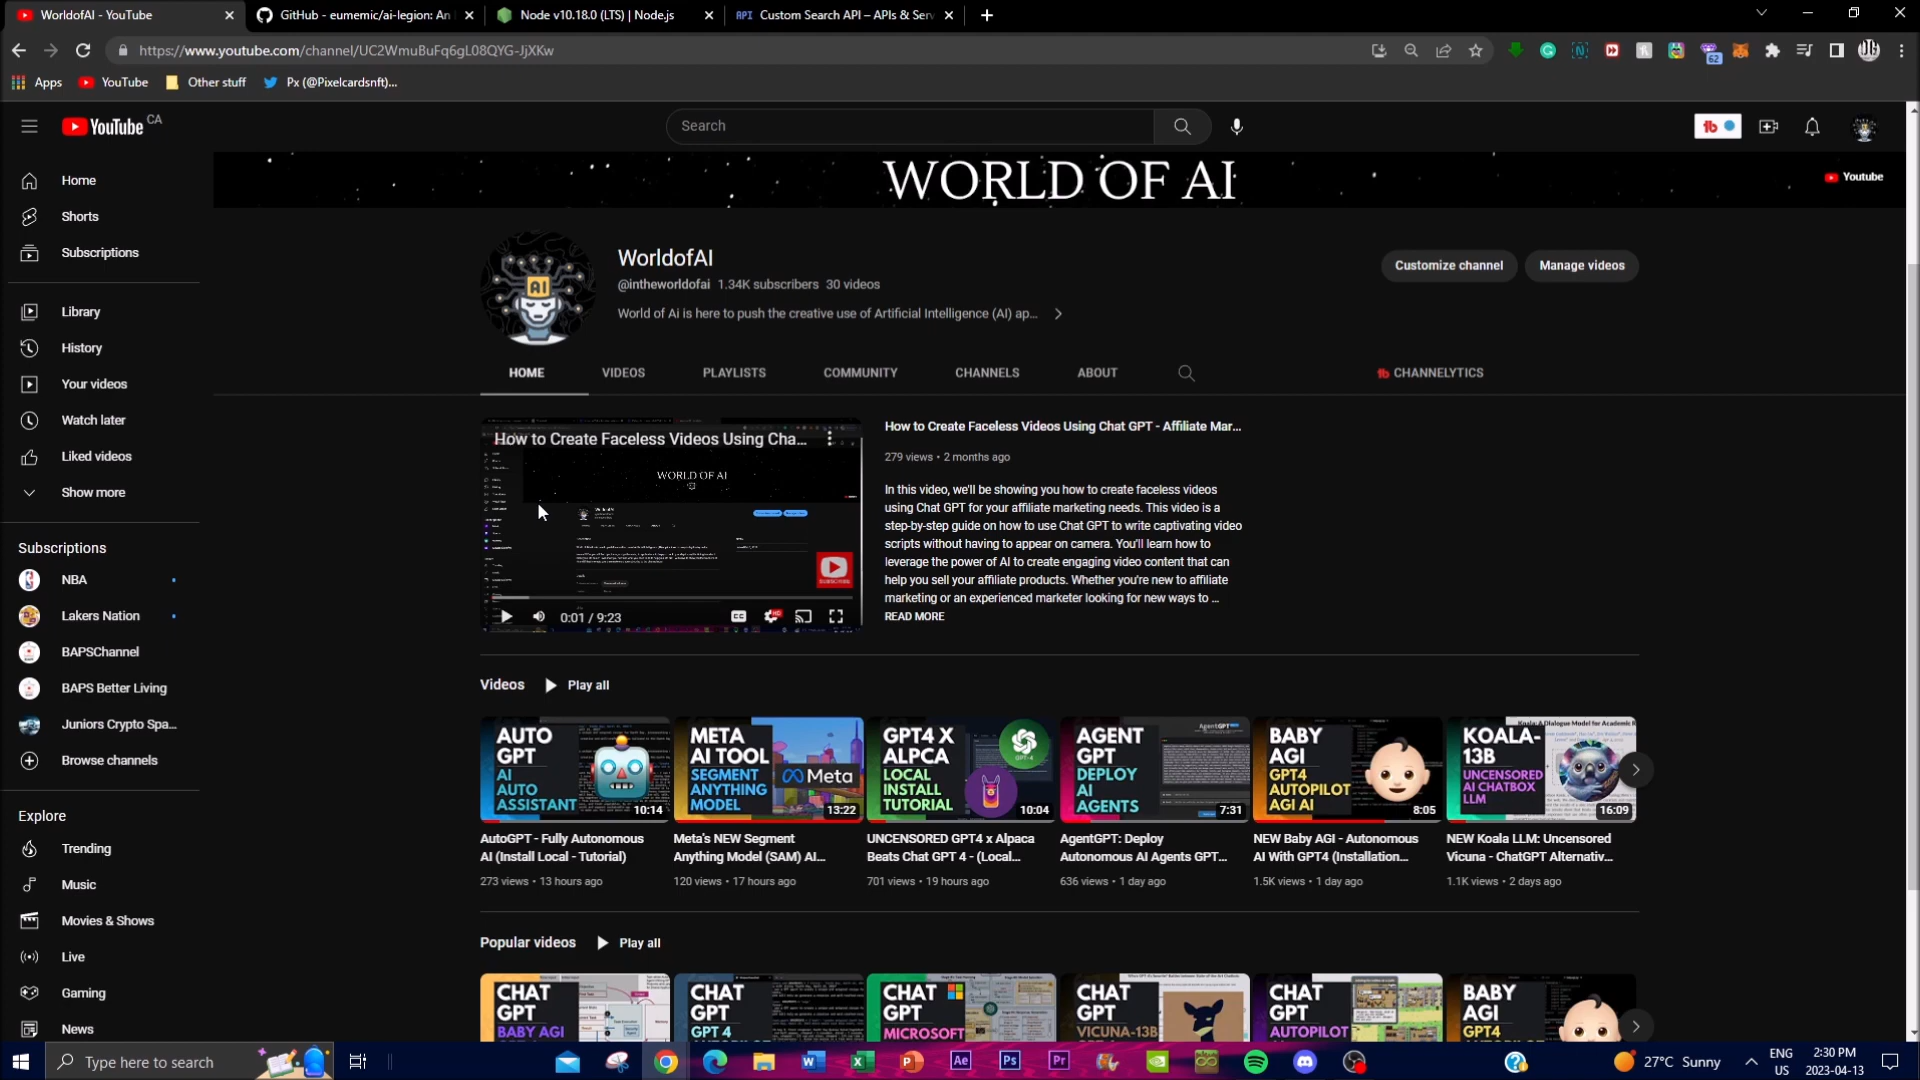 WorldofAI - YouTube
GitHub - eumemic/ai-legion: An
Node v10.18.0 (LTS) | Node.js
API Custom Search API – APIs & Serv
https://www.youtube.com/channel/UC2WmuBuFq6gL08QYG-JjXKw
62
Apps
YouTube
Other stuff
Px (@Pixelcardsnft)...
YouTube CA
Search
tb
Home
Shorts
Subscriptions
Library
History
Your videos
Watch later
Liked videos
Show more
Subscriptions
NBA
Lakers Nation
BAPSChannel
BAPS Better Living
Juniors Crypto Spa...
Browse channels
Explore
Trending
Music
Movies & Shows
Live
Gaming
News
WORLD OF AI
Youtube
AI
WorldofAI
@intheworldofai 1.34K subscribers 30 videos
World of Ai is here to push the creative use of Artificial Intelligence (AI) ap...
Customize channel
Manage videos
HOME
VIDEOS
PLAYLISTS
COMMUNITY
CHANNELS
ABOUT
tb CHANNELYTICS
How to Create Faceless Videos Using Cha...
WORLD OF AI
SUBSCRIBE
0:01 / 9:23
CC
HD
How to Create Faceless Videos Using Chat GPT - Affiliate Mar...
279 views • 2 months ago
In this video, we'll be showing you how to create faceless videos
using Chat GPT for your affiliate marketing needs. This video is a
step-by-step guide on how to use Chat GPT to write captivating video
scripts without having to appear on camera. You'll learn how to
leverage the power of AI to create engaging video content that can
help you sell your affiliate products. Whether you're new to affiliate
marketing or an experienced marketer looking for new ways to ...
READ MORE
Videos
Play all
AUTO
GPT
AI
AUTO
ASSISTANT
10:14
META
AI TOOL
SEGMENT
ANYTHING
MODEL
Meta
13:22
GPT4 X
ALPCA
LOCAL
INSTALL
TUTORIAL
GPT-4
10:04
AGENT
GPT
DEPLOY
AI
AGENTS
AgentGPT
7:31
BABY
AGI
GPT4
AUTOPILOT
AGI AI
8:05
KOALA-
13B
UNCENSORED
AI CHATBOX
LLM
Koala: A Dialogue Model for Academic R
16:09
AutoGPT - Fully Autonomous
AI (Install Local - Tutorial)
273 views • 13 hours ago
Meta's NEW Segment
Anything Model (SAM) AI...
120 views • 17 hours ago
UNCENSORED GPT4 x Alpaca
Beats Chat GPT 4 - (Local...
701 views • 19 hours ago
AgentGPT: Deploy
Autonomous AI Agents GPT...
636 views • 1 day ago
NEW Baby AGI - Autonomous
AI With GPT4 (Installation...
1.5K views • 1 day ago
NEW Koala LLM: Uncensored
Vicuna - ChatGPT Alternativ...
1.1K views • 2 days ago
Popular videos
Play all
CHAT
GPT
BABY AGI
CHAT
GPT
GPT 4
CHAT
GPT
MICROSOFT
CHAT
GPT
VICUNA-13B
CHAT
GPT
AUTOPILOT
BABY
AGI
GPT4
Type here to search
Ae
Ps
Pr
27°C Sunny
ENG
US
2:30 PM
2023-04-13